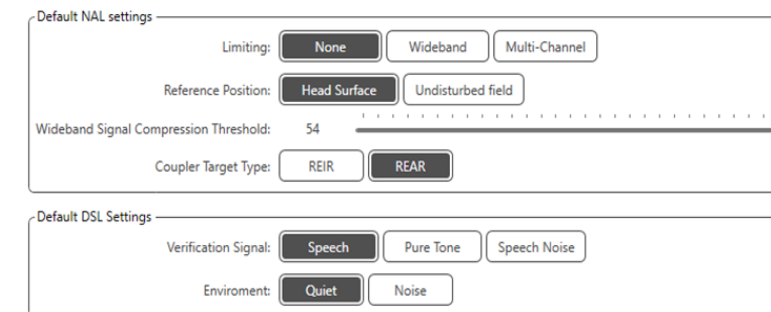 Default NAL settings
Limiting: None Wideband Multi-Channel
Reference Position: Head Surface Undisturbed field
Wideband Signal Compression Threshold: 54
Coupler Target Type: REIR REAR
Default DSL Settings
Verification Signal: Speech Pure Tone Speech Noise
Enviroment: Quiet Noise